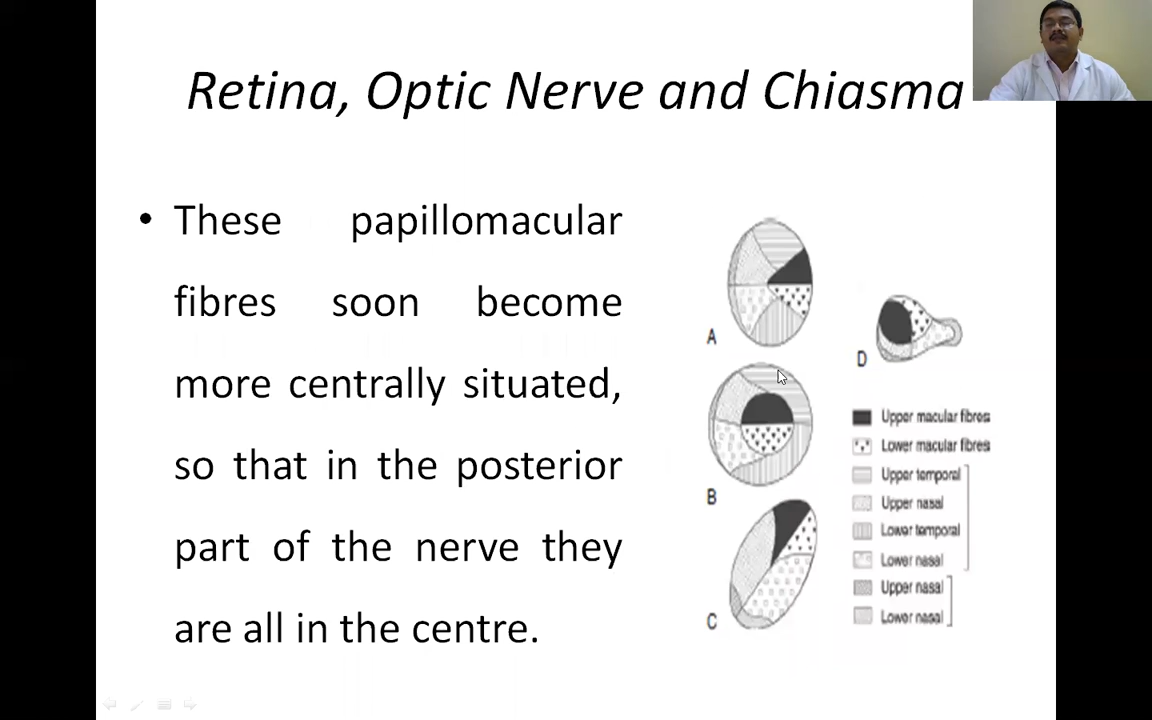 Retina, Optic Nerve and Chiasma
• These papillomacular
fibres soon become
more centrally situated,
so that in the posterior
part of the nerve they
are all in the centre.
A
B
C
D
Upper macular fibres
Lower macular fibres
Upper temporal
Upper nasal
Lower temporal
Lower nasal
Upper nasal
Lower nasal